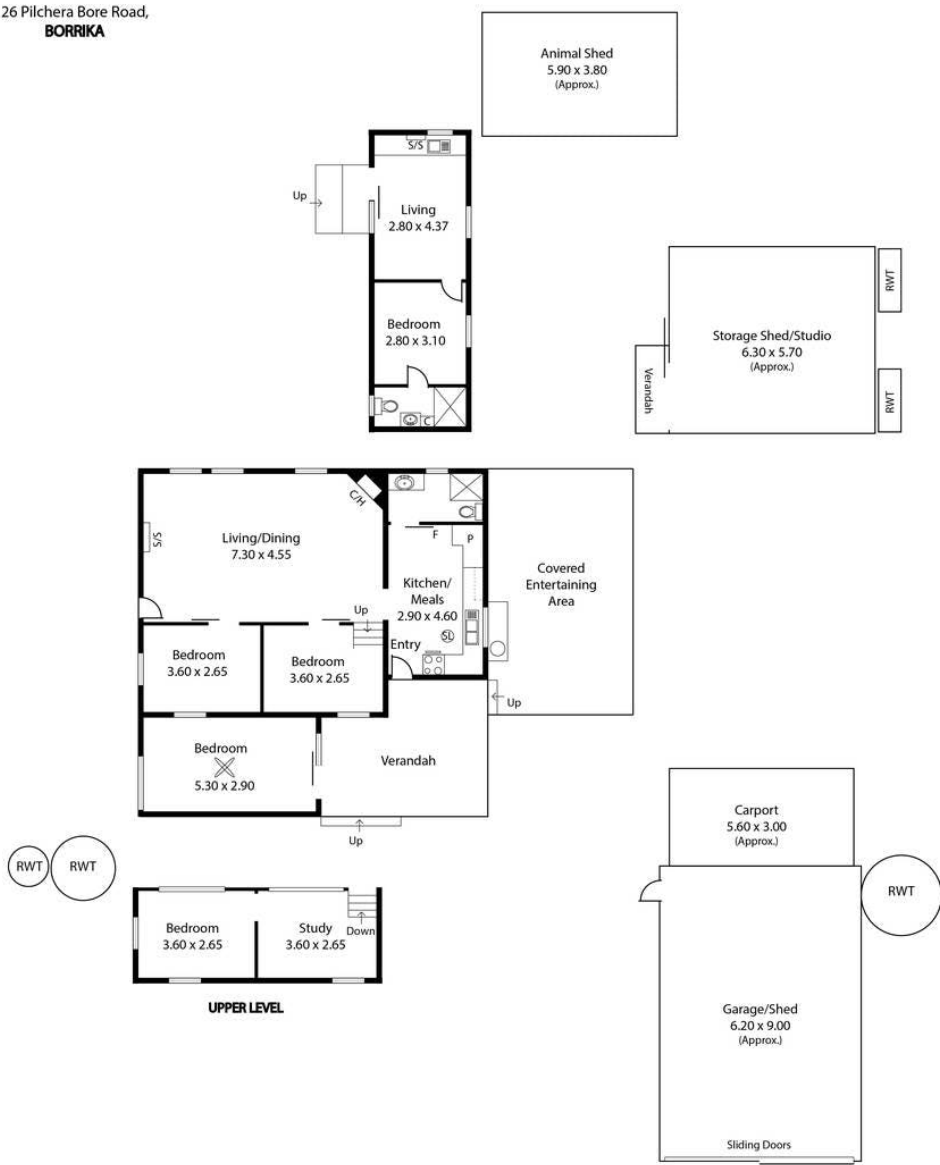 26 Pilchera Bore Road,
BORRIKA
Animal Shed
5.90 x 3.80
(Approx.)
S/S
Up
Living
2.80 x 4.37
Bedroom
2.80 x 3.10
C
Storage Shed/Studio
6.30 x 5.70
(Approx.)
Verandah
RWT
RWT
C/H
S/S
Living/Dining
7.30 x 4.55
F
P
Kitchen/
Meals
2.90 x 4.60
SL
Entry
Up
Covered
Entertaining
Area
Bedroom
3.60 x 2.65
Bedroom
3.60 x 2.65
Up
Bedroom
5.30 x 2.90
Verandah
Up
RWT
RWT
Bedroom
3.60 x 2.65
Study
3.60 x 2.65
Down
UPPER LEVEL
Carport
5.60 x 3.00
(Approx.)
RWT
Garage/Shed
6.20 x 9.00
(Approx.)
Sliding Doors